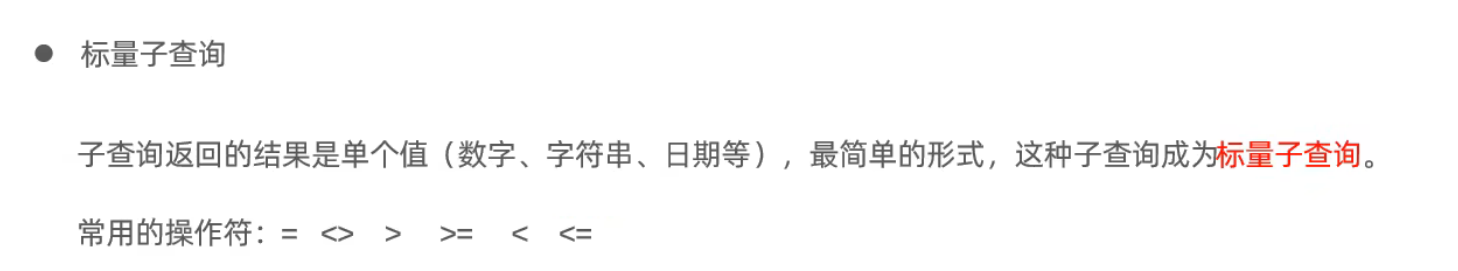 ● 标量子查询
子查询返回的结果是单个值（数字、字符串、日期等），最简单的形式，这种子查询成为标量子查询。
常用的操作符：= <> > >= < <=